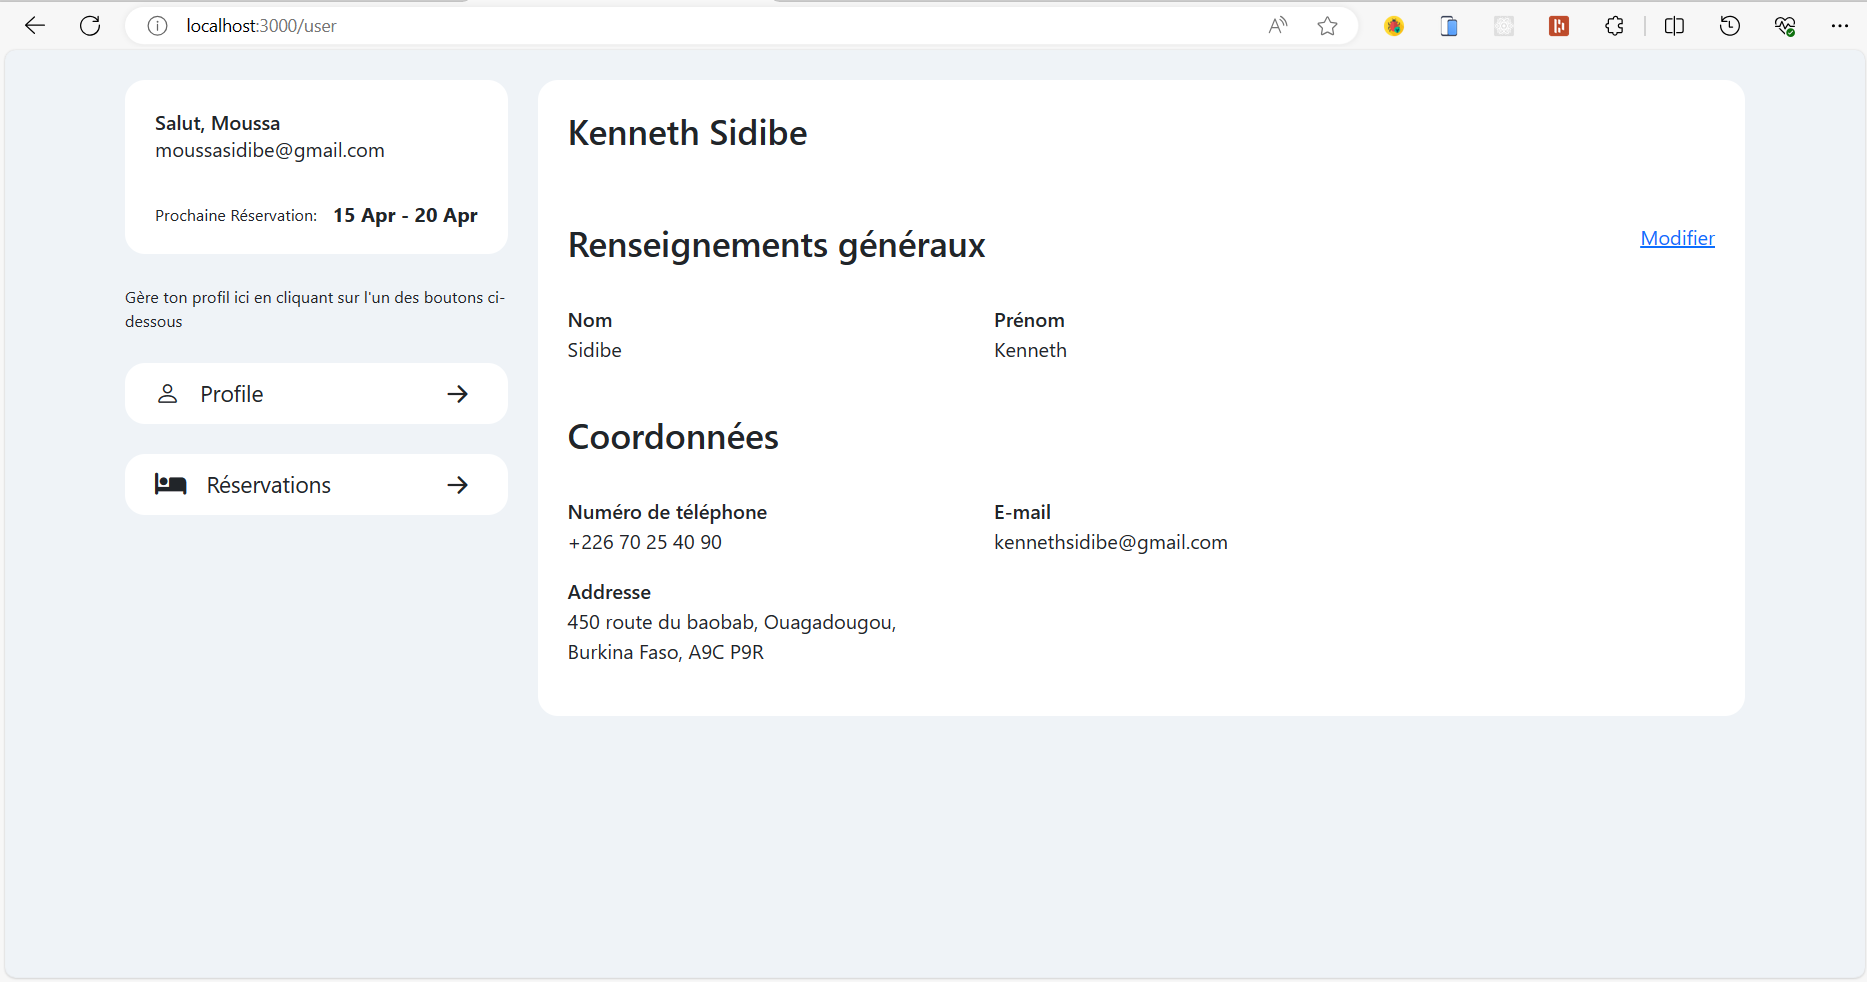 localhost:3000/user
Salut, Moussa
moussasidibe@gmail.com
Prochaine Réservation: 15 Apr - 20 Apr
Gère ton profil ici en cliquant sur l'un des boutons ci-
dessous
Profile
Réservations
Kenneth Sidibe
Renseignements généraux
Modifier
Nom
Sidibe
Prénom
Kenneth
Coordonnées
Numéro de téléphone
+226 70 25 40 90
E-mail
kennethsidibe@gmail.com
Addresse
450 route du baobab, Ouagadougou,
Burkina Faso, A9C P9R